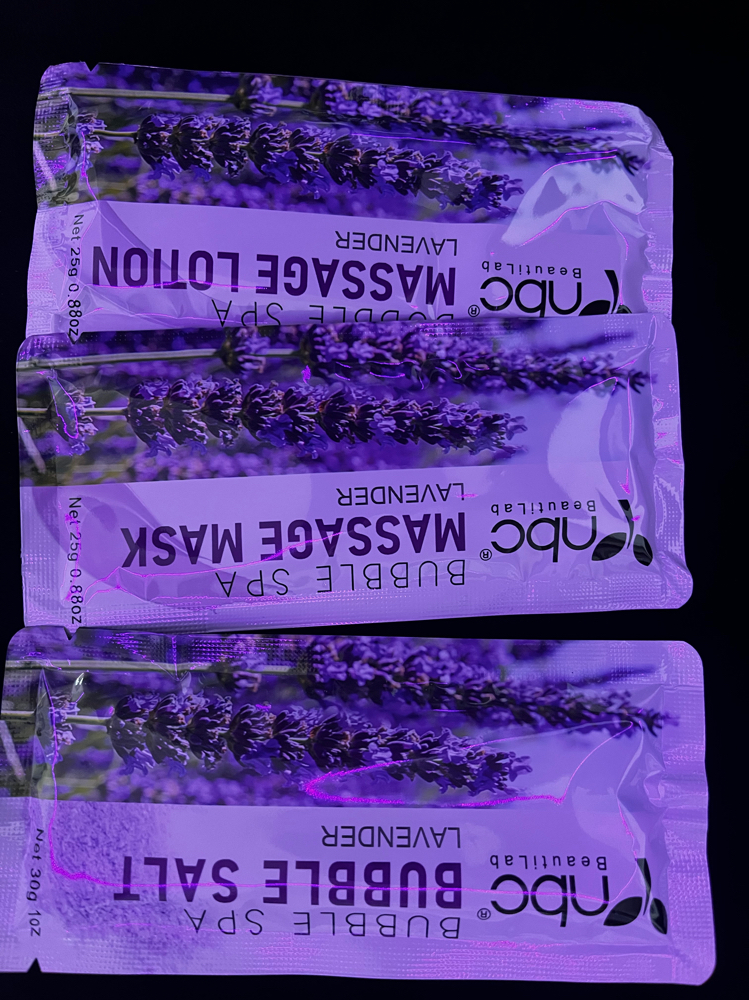 nbc®
BeautiLab
BUBBLE SPA
MASSAGE LOTION
LAVENDER
Net 25g 0.88oz
nbc®
BeautiLab
BUBBLE SPA
MASSAGE MASK
LAVENDER
Net 25g 0.88oz
nbc®
BeautiLab
BUBBLE SPA
BUBBLE SALT
LAVENDER
Net 30g 1oz